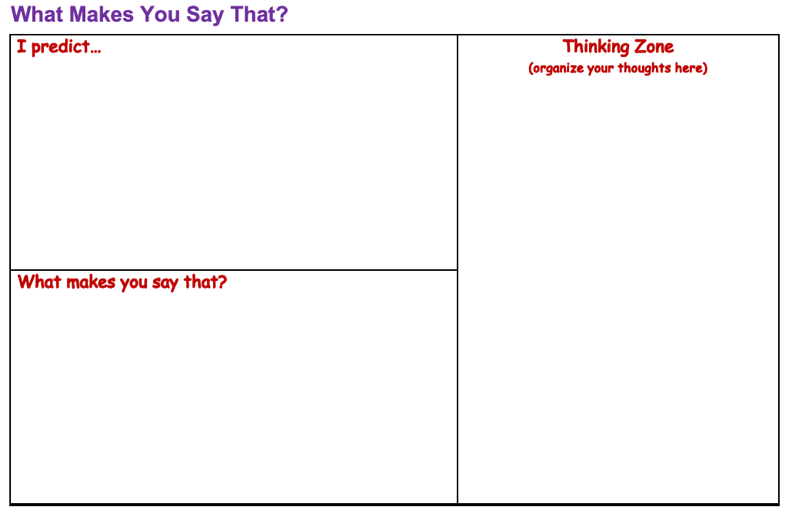 What Makes You Say That?
I predict…
What makes you say that?
Thinking Zone
(organize your thoughts here)